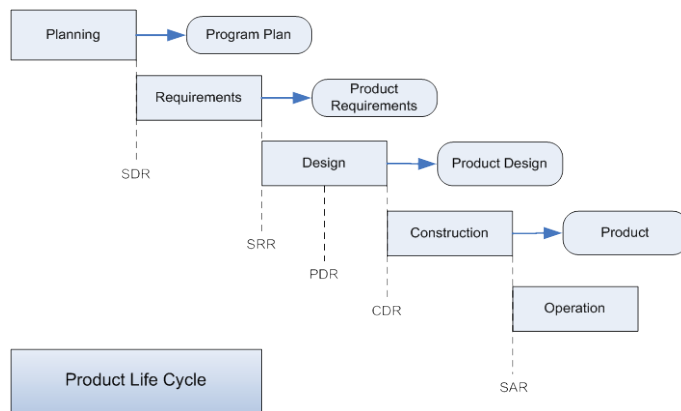 Planning
Program Plan
Requirements
Product
Requirements
SDR
Design
Product Design
SRR
PDR
Construction
Product
CDR
Operation
Product Life Cycle
SAR